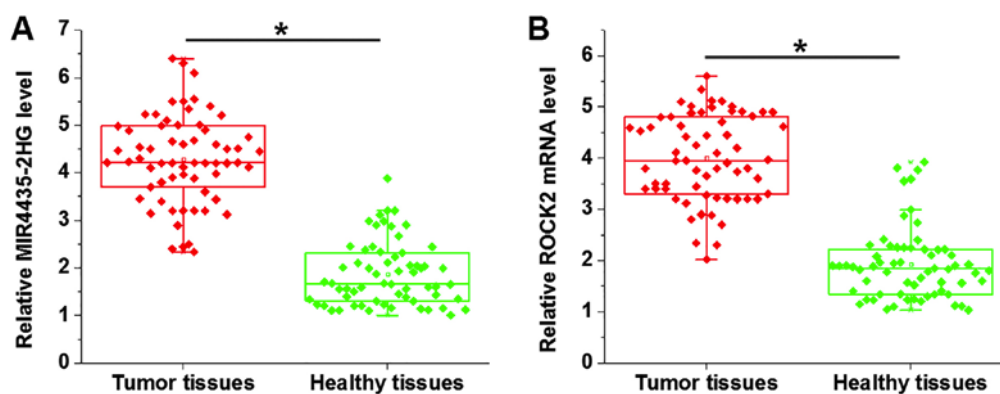 A
*
Relative MIR4435-2HG level
7
6
5
4
3
2
1
0
Tumor tissues Healthy tissues
B
*
Relative ROCK2 mRNA level
6
5
4
3
2
1
0
Tumor tissues Healthy tissues